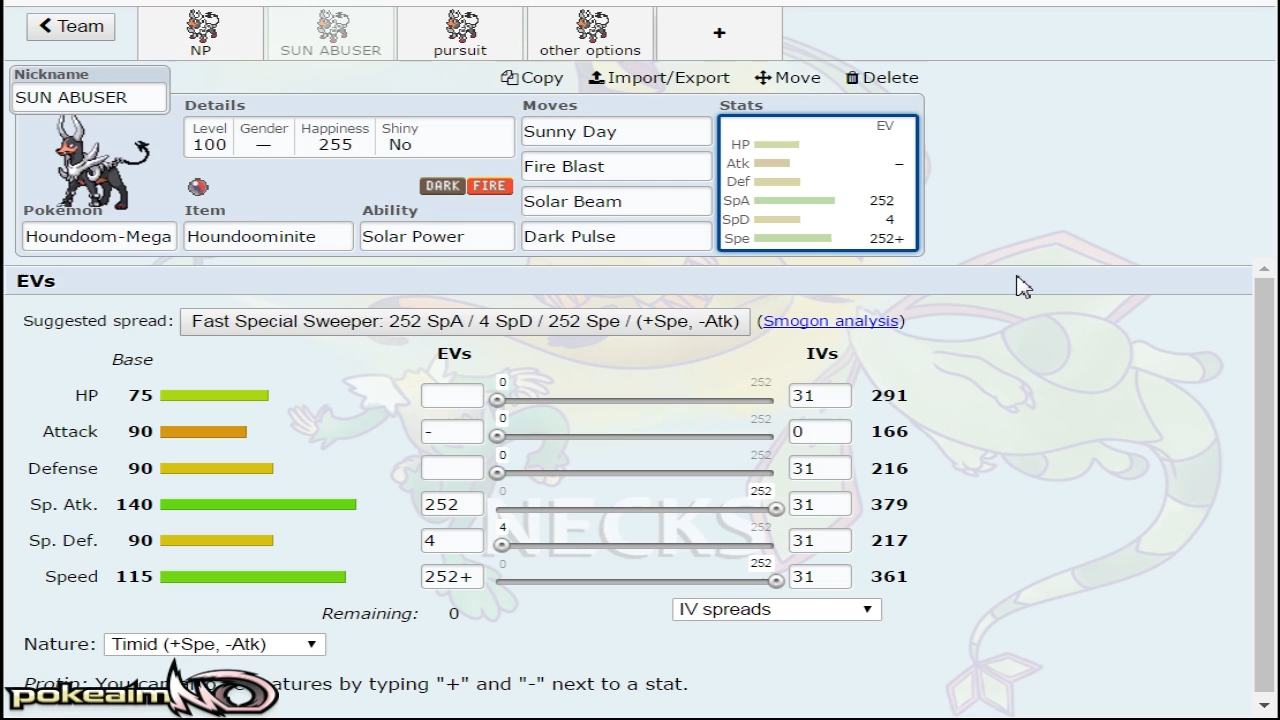 Team
NP
SUN ABUSER
pursuit
other options
+
Nickname
SUN ABUSER
Copy
Import/Export
Move
Delete
Details
Moves
Stats
Level
Gender
Happiness
Shiny
100
—
255
No
Sunny Day
Fire Blast
Solar Beam
Dark Pulse
EV
HP
Atk –
Def
SpA 252
SpD 4
Spe 252+
DARK FIRE
Pokémon
Item
Ability
Houndoom-Mega
Houndoominite
Solar Power
EVs
Suggested spread: Fast Special Sweeper: 252 SpA / 4 SpD / 252 Spe / (+Spe, -Atk) (Smogon analysis)
Base EVs IVs
HP 75 0 252 31 291
Attack 90 - 0 252 0 166
Defense 90 0 252 31 216
Sp. Atk. 140 252 0 252 31 379
Sp. Def. 90 4 4 252 31 217
Speed 115 252+ 0 252 31 361
Remaining: 0 IV spreads
Nature: Timid (+Spe, -Atk)
Protip: You can natures by typing "+" and "-" next to a stat.
pokeaimMD
NECKS